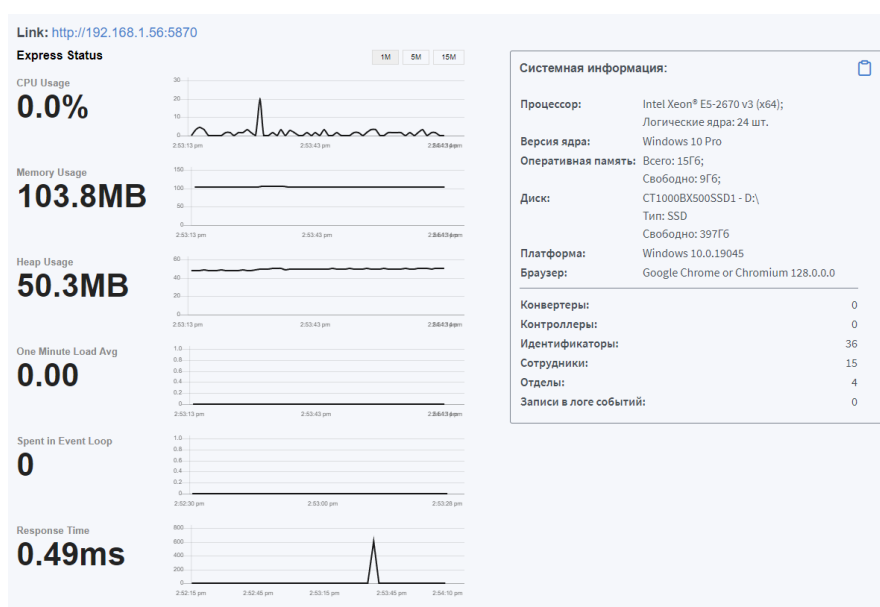 Link: http://192.168.1.56:5870
Express Status
1M 5M 15M
CPU Usage
0.0%
30
20
10
0
2:53:13 pm 2:53:43 pm
Memory Usage
103.8MB
150
100
50
0
2:53:13 pm 2:53:43 pm
Heap Usage
50.3MB
60
40
20
0
2:53:13 pm 2:53:43 pm
One Minute Load Avg
0.00
1.0
0.8
0.6
0.4
0.2
0
2:53:13 pm 2:53:43 pm
Spent in Event Loop
0
1.0
0.8
0.6
0.4
0.2
0
2:52:30 pm 2:53:00 pm 2:53:28 pm
Response Time
0.49ms
800
600
400
200
0
2:52:15 pm 2:52:45 pm 2:53:15 pm 2:53:45 pm 2:54:10 pm
Системная информация:
Процессор: Intel Xeon® E5-2670 v3 (x64);
Логические ядра: 24 шт.
Версия ядра: Windows 10 Pro
Оперативная память: Всего: 15Гб;
Свободно: 9Гб;
Диск: CT1000BX500SSD1 - D:\
Тип: SSD
Свободно: 397Гб
Платформа: Windows 10.0.19045
Браузер: Google Chrome or Chromium 128.0.0.0
Конвертеры: 0
Контроллеры: 0
Идентификаторы: 36
Сотрудники: 15
Отделы: 4
Записи в логе событий: 0